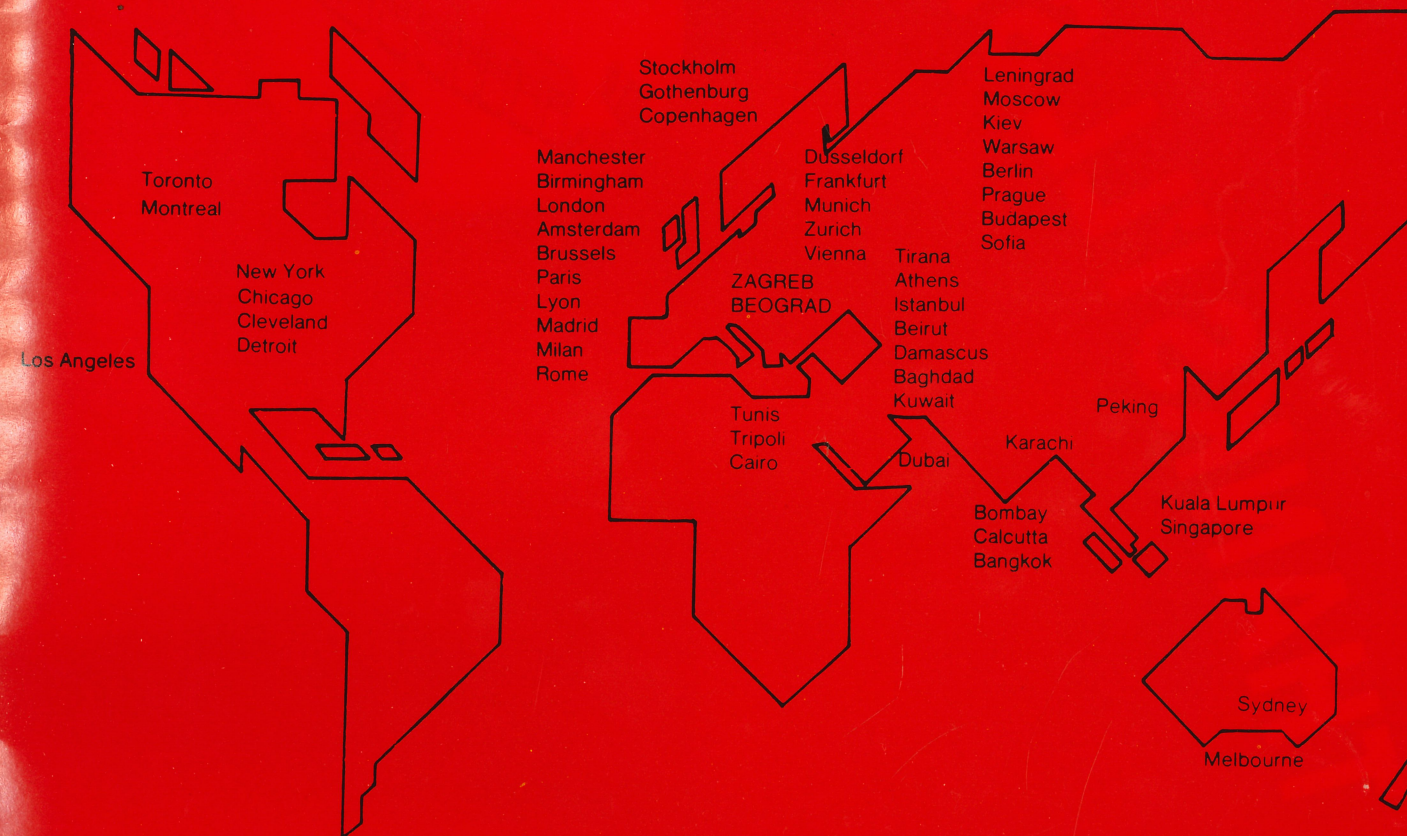 Stockholm
Gothenburg
Copenhagen
Leningrad
Moscow
Kiev
Warsaw
Berlin
Prague
Budapest
Sofia
Manchester
Birmingham
London
Amsterdam
Brussels
Paris
Lyon
Madrid
Milan
Rome
Düsseldorf
Frankfurt
Munich
Zurich
Vienna
Toronto
Montreal
New York
Chicago
Cleveland
Detroit
Los Angeles
ZAGREB
BEOGRAD
Tirana
Athens
Istanbul
Beirut
Damascus
Baghdad
Kuwait
Tunis
Tripoli
Cairo
Dubai
Karachi
Peking
Bombay
Calcutta
Bangkok
Kuala Lumpur
Singapore
Sydney
Melbourne